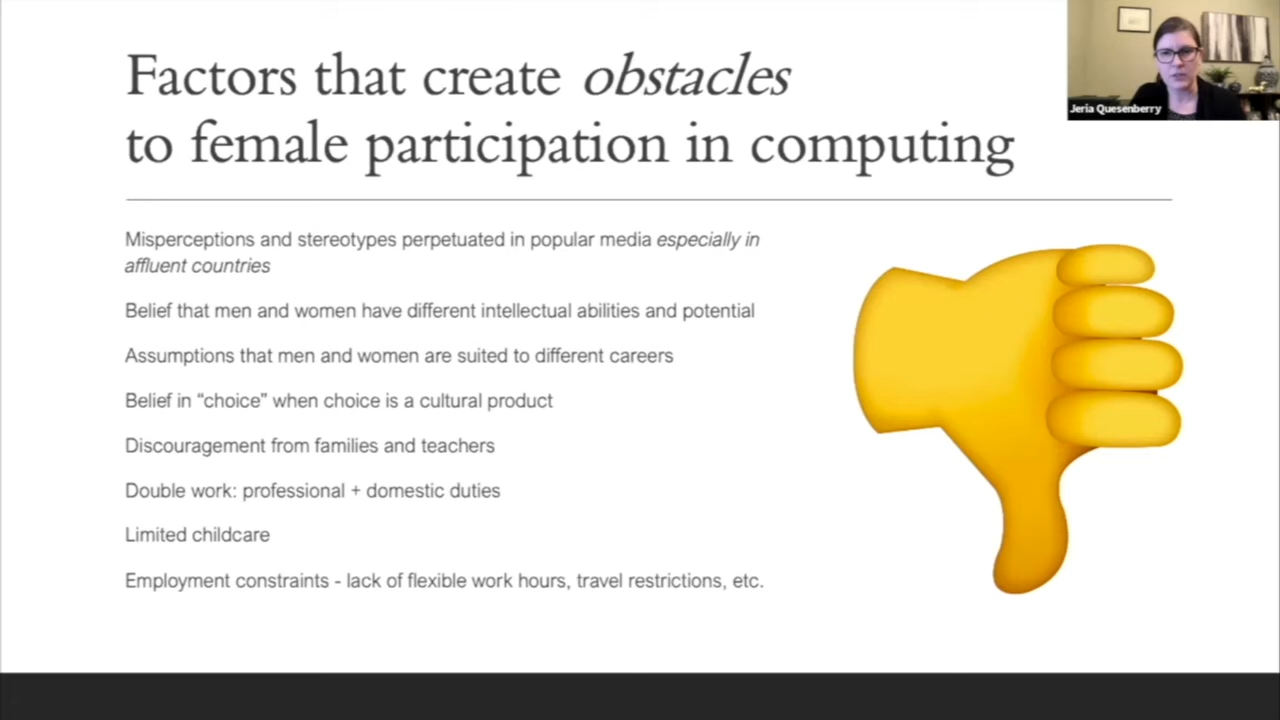 Factors that create obstacles
to female participation in computing
Jeria Quesenberry
Misperceptions and stereotypes perpetuated in popular media especially in
affluent countries
Belief that men and women have different intellectual abilities and potential
Assumptions that men and women are suited to different careers
Belief in “choice” when choice is a cultural product
Discouragement from families and teachers
Double work: professional + domestic duties
Limited childcare
Employment constraints - lack of flexible work hours, travel restrictions, etc.